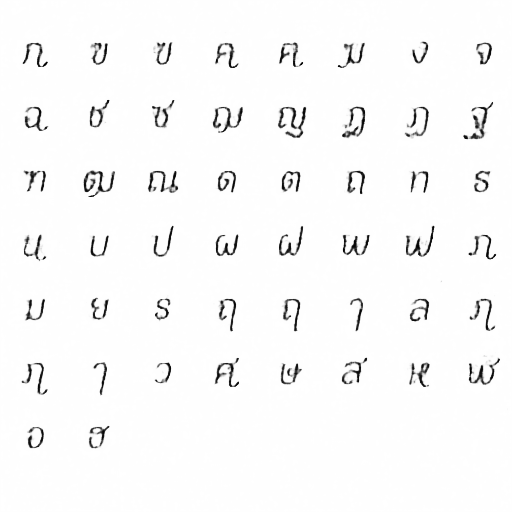 ก ข ฃ ค ฅ ฆ ง จ
ฉ ช ซ ฌ ญ ฎ ฏ ฐ
ฑ ฒ ณ ด ต ถ ท ธ
น บ ป ผ ฝ พ ฟ ภ
ม ย ร ฤ ฤ ๅ ล ฦ
ฦ ๅ ว ศ ษ ส ห ฬ
อ ฮ